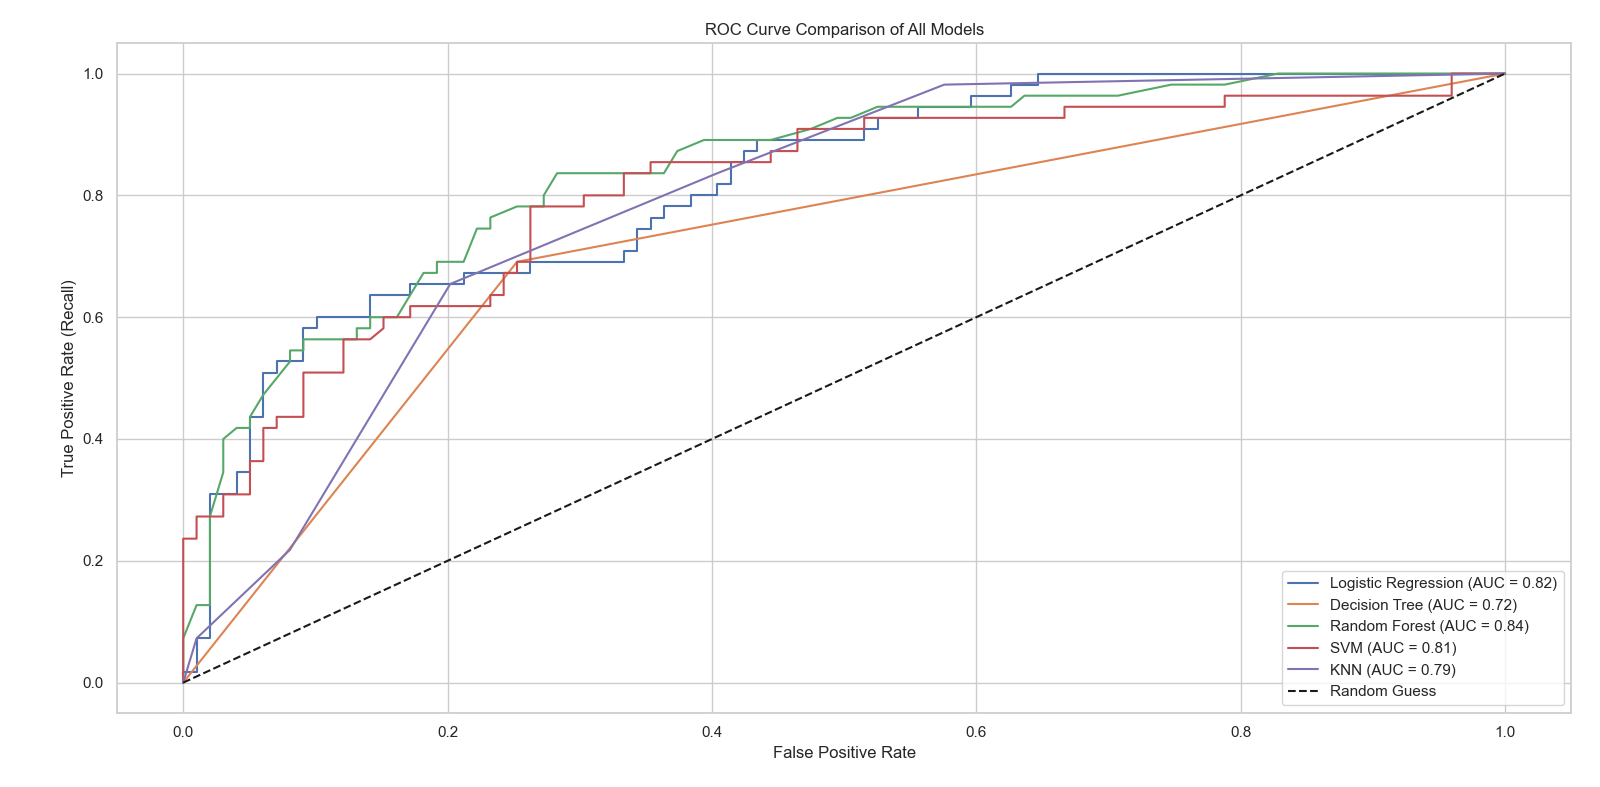 ROC Curve Comparison of All Models
True Positive Rate (Recall)
1.0
0.8
0.6
0.4
0.2
0.0
0.0 0.2 0.4 0.6 0.8 1.0
False Positive Rate
Logistic Regression (AUC = 0.82)
Decision Tree (AUC = 0.72)
Random Forest (AUC = 0.84)
SVM (AUC = 0.81)
KNN (AUC = 0.79)
Random Guess